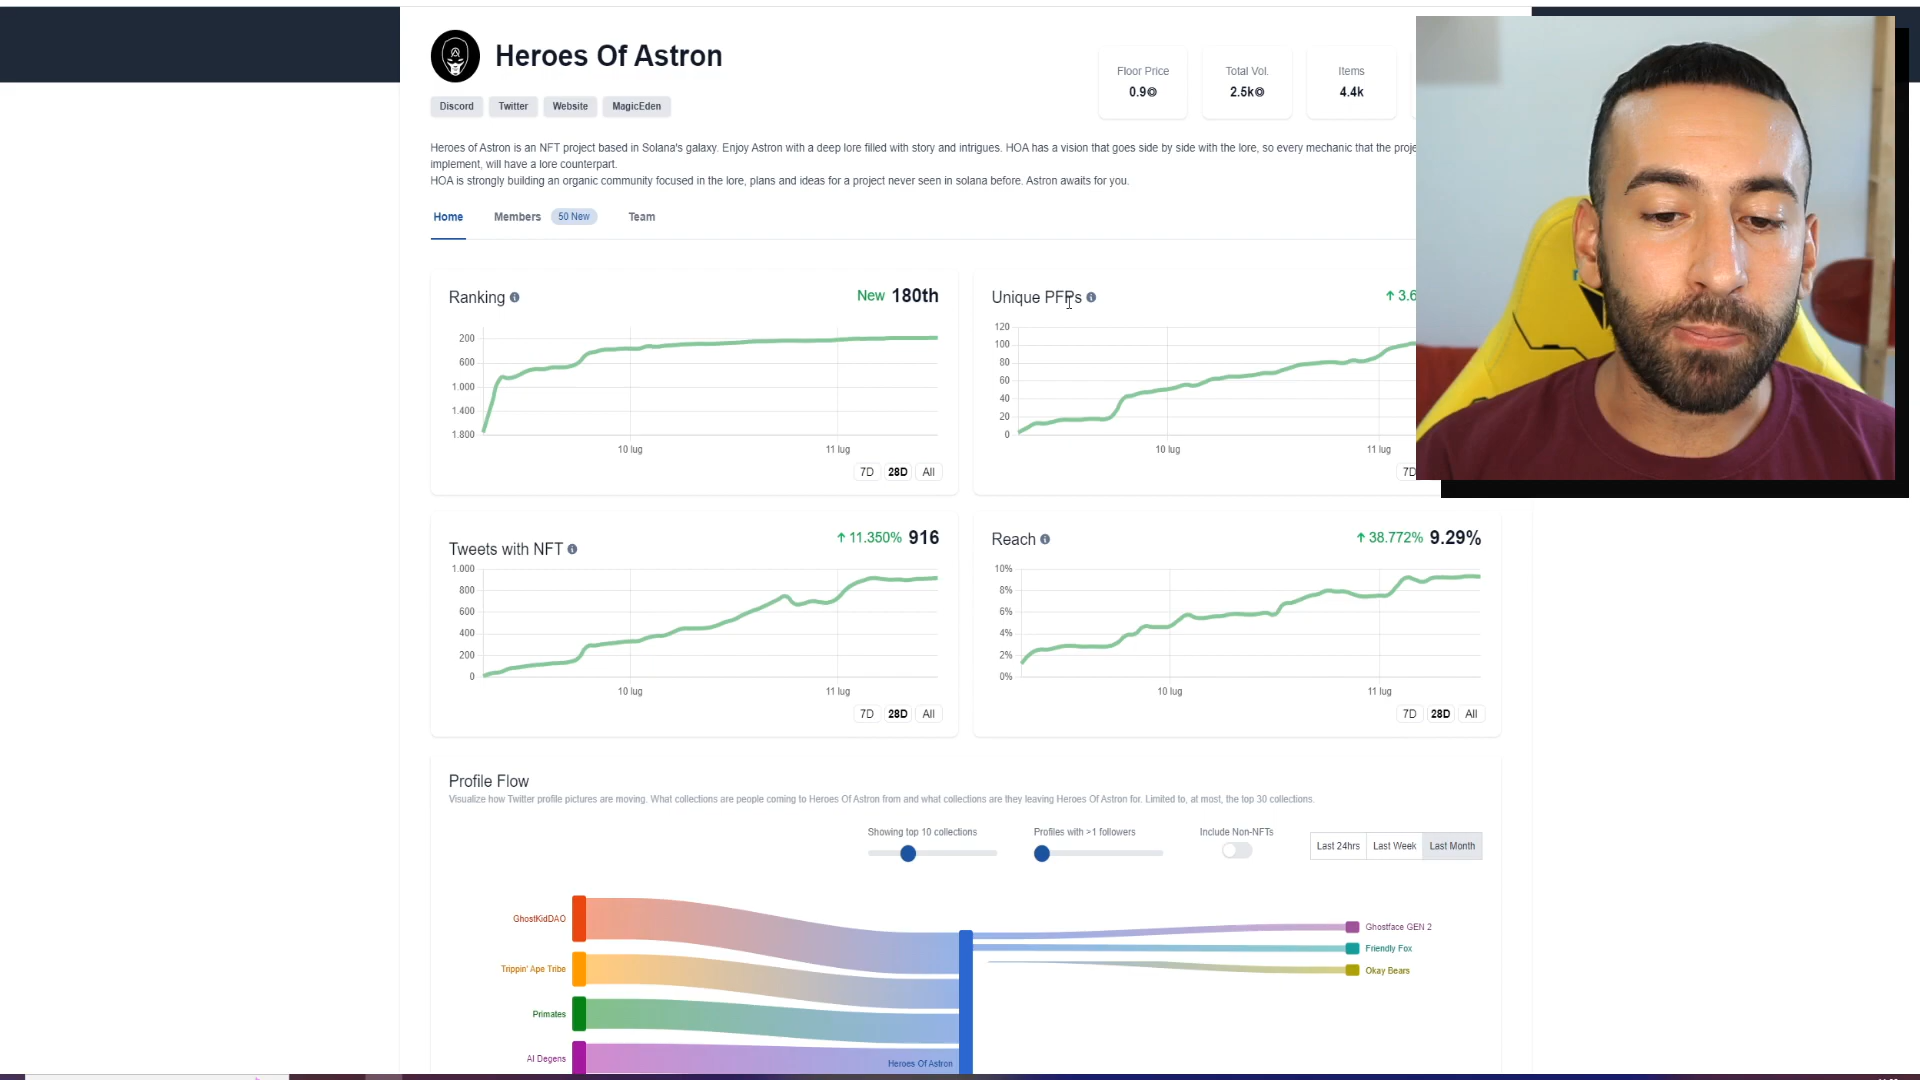 Heroes Of Astron
Discord Twitter Website MagicEden
Floor Price
0.9
Total Vol.
2.5k
Items
4.4k
Heroes of Astron is an NFT project based in Solana's galaxy. Enjoy Astron with a deep lore filled with story and intrigues. HOA has a vision that goes side by side with the lore, so every mechanic that the
implement, will have a lore counterpart.
HOA is strongly building an organic community focused in the lore, plans and ideas for a project never seen in solana before. Astron awaits for you.
Home Members 50 New Team
Ranking New 180th
200
600
1.000
1.400
1.800
10 lug 11 lug
7D 28D All
Unique PFPs ↑ 3.6
120
100
80
60
40
20
0
10 lug 11 lug
7D
Tweets with NFT ↑ 11.350% 916
1.000
800
600
400
200
0
10 lug 11 lug
7D 28D All
Reach ↑ 38.772% 9.29%
10%
8%
6%
4%
2%
0%
10 lug 11 lug
7D 28D All
Profile Flow
Visualize how Twitter profile pictures are moving. What collections are people coming to Heroes Of Astron from and what collections are they leaving Heroes Of Astron for. Limited to, at most, the top 30 collections.
Showing top 10 collections Profiles with >1 followers Include Non-NFTs
Last 24hrs Last Week Last Month
GhostKidDAO
Trippin' Ape Tribe
Primates
AI Degens
Heroes Of Astron
Ghostface GEN 2
Friendly Fox
Okay Bears